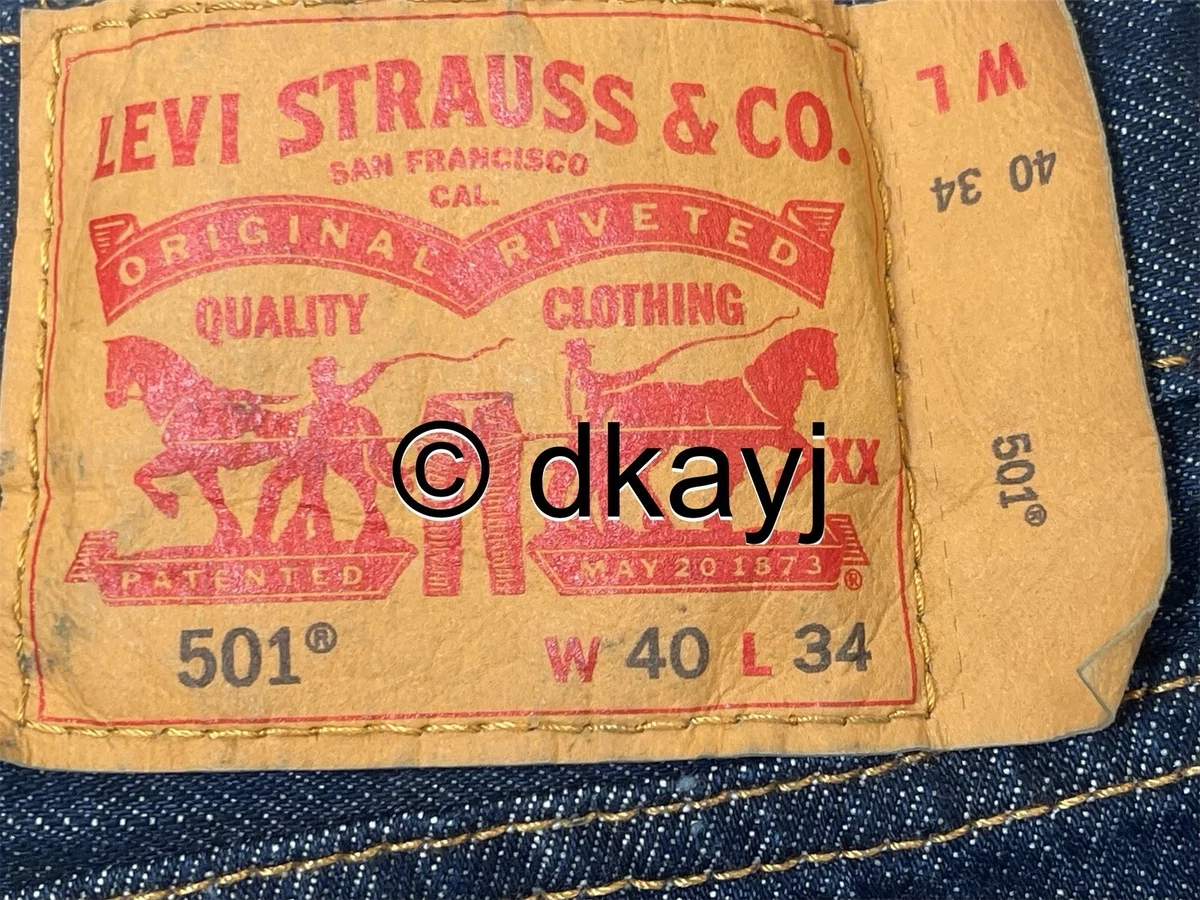 LEVI STRAUSS & CO.
SAN FRANCISCO
CAL.
ORIGINAL RIVETED
QUALITY CLOTHING
XX
© dkayj
PATENTED MAY 20 1873 ®
501® W 40 L 34
W L
40 34
501®